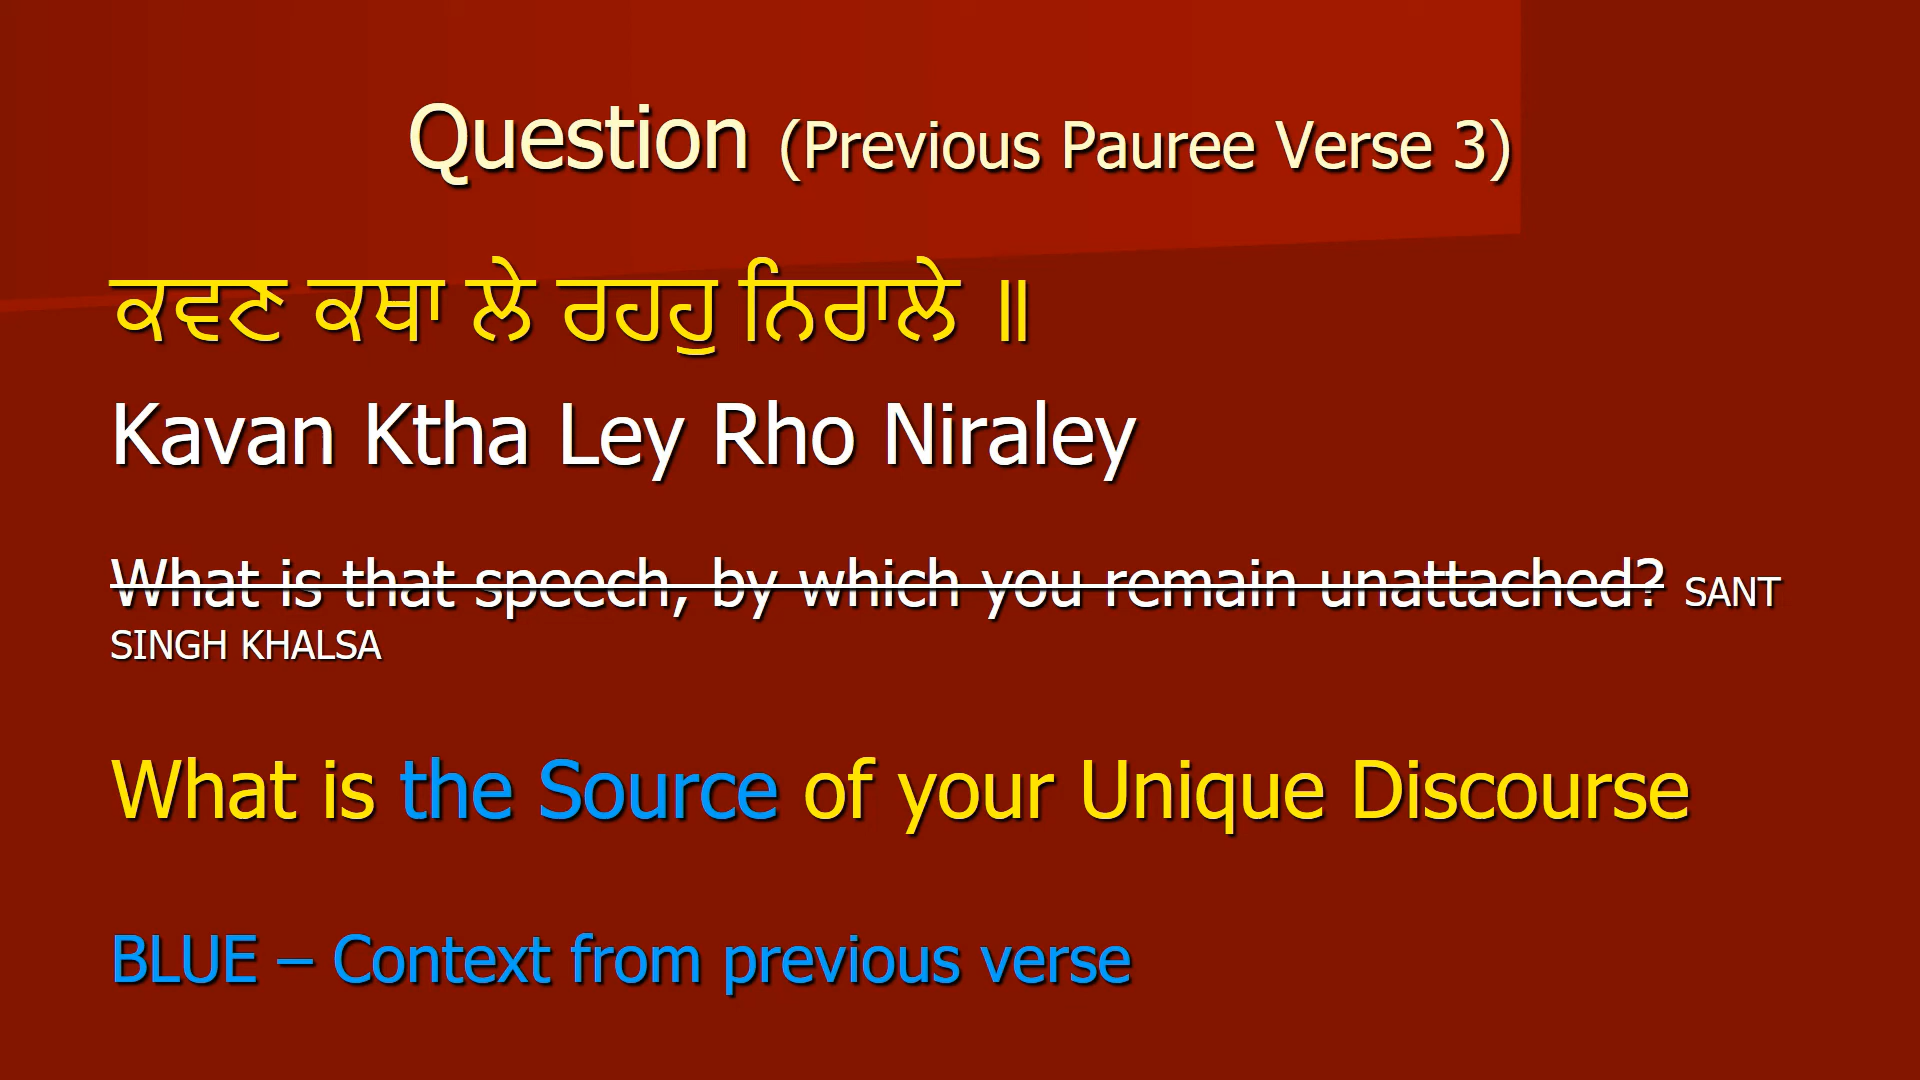 Question (Previous Pauree Verse 3)
ਕਵਣ ਕਥਾ ਲੇ ਰਹਹੁ ਨਿਰਾਲੇ ॥
Kavan Ktha Ley Rho Niraley
What is that speech, by which you remain unattached? SANT
SINGH KHALSA
What is the Source of your Unique Discourse
BLUE – Context from previous verse